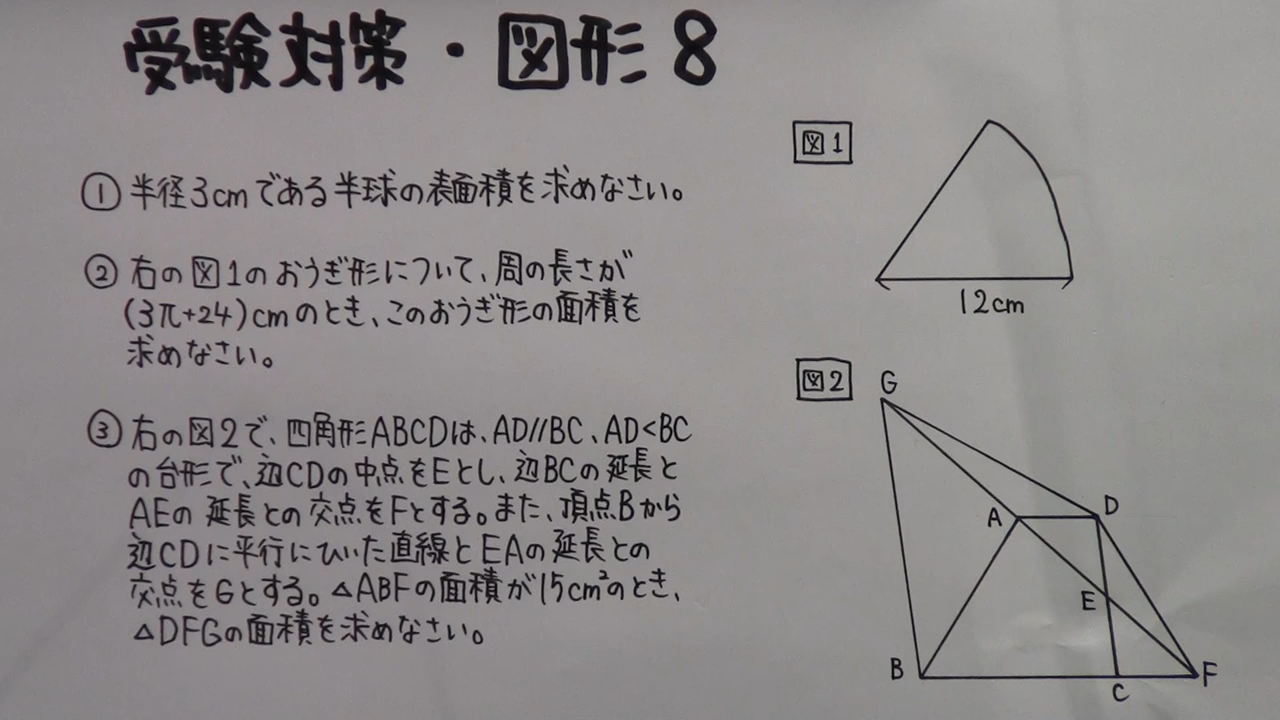 受験対策・図形8
① 半径3cmである半球の表面積を求めなさい。
② 右の図1のおうぎ形について、周の長さが
(3π+24)cmのとき、このおうぎ形の面積を
求めなさい。
③ 右の図2で、四角形ABCDは、AD//BC、AD<BC
の台形で、辺CDの中点をEとし、辺BCの延長と
AEの延長との交点をFとする。また、頂点Bから
辺CDに平行にひいた直線とEAの延長との
交点をGとする。△ABFの面積が15cm²のとき、
△DFGの面積を求めなさい。
図1
12cm
図2
G
A
D
E
B
C
F